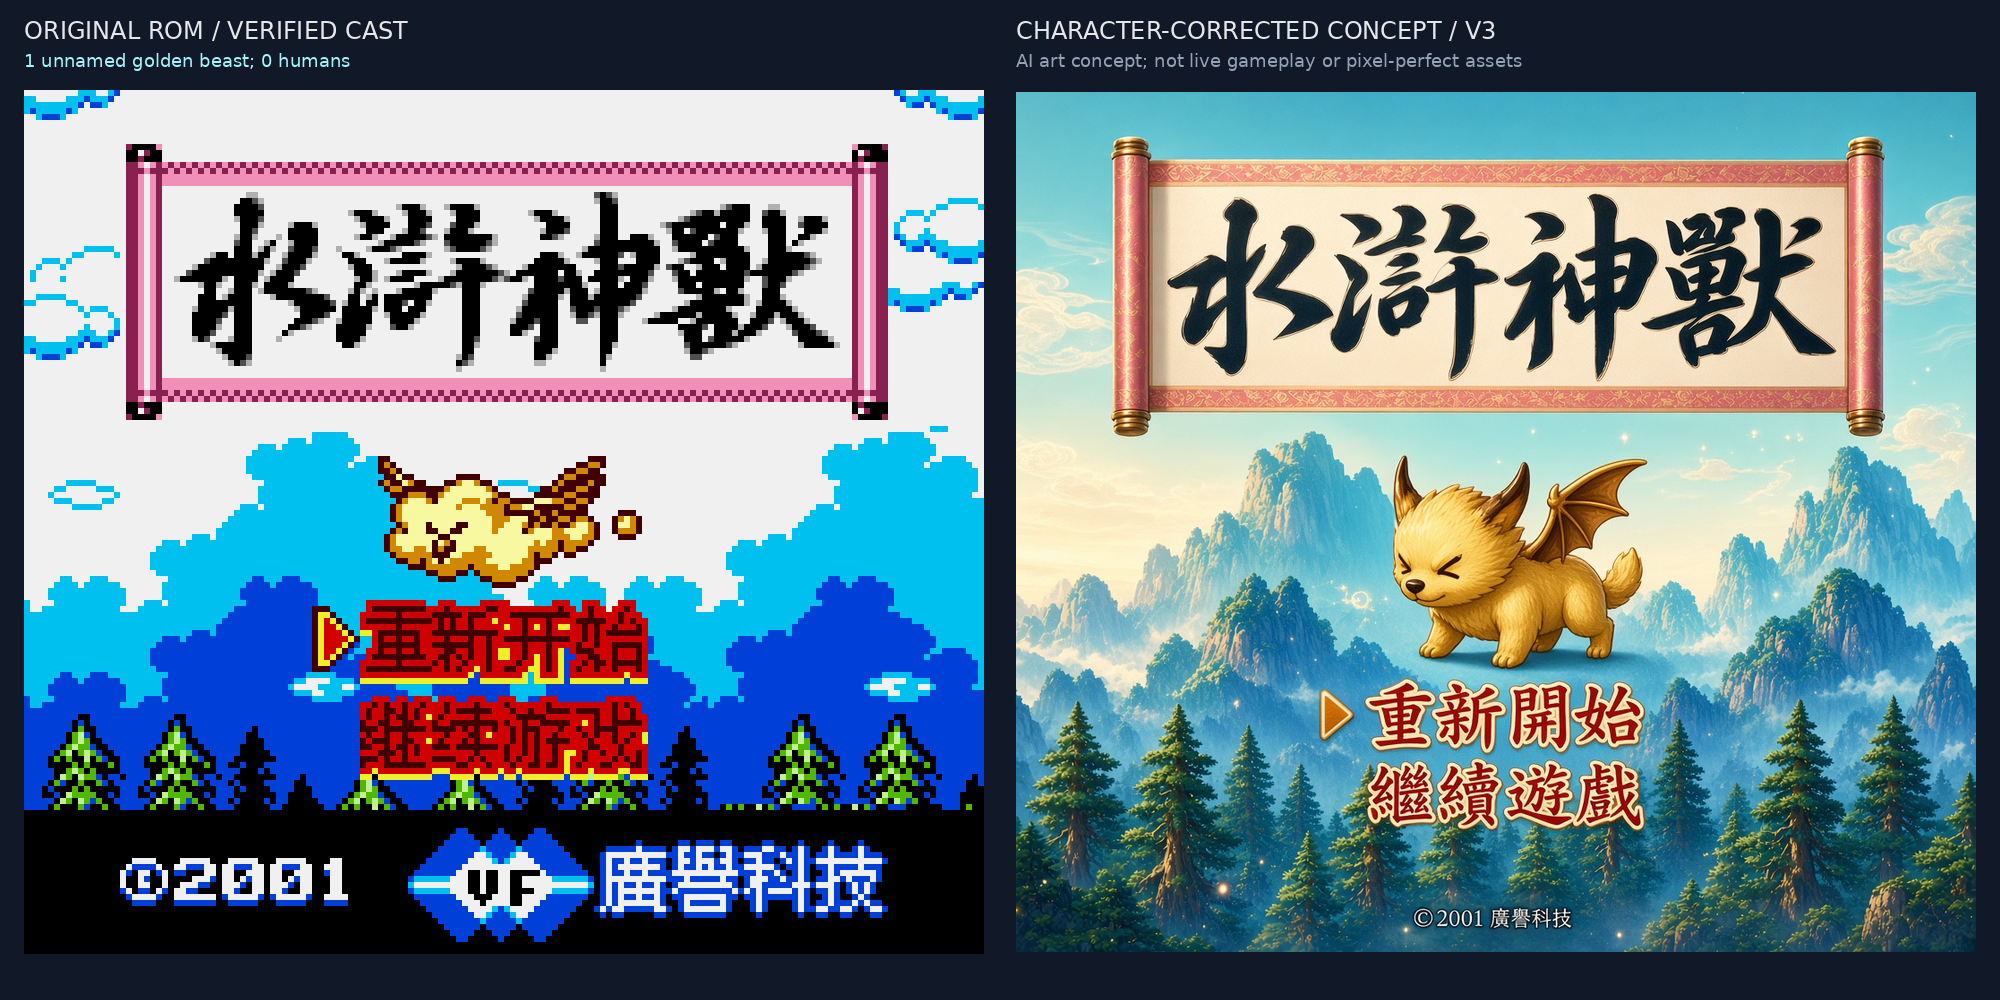 ORIGINAL ROM / VERIFIED CAST
1 unnamed golden beast; 0 humans
水滸神獸
重新开始
继续游戏
©2001 VF 廣譽科技
CHARACTER-CORRECTED CONCEPT / V3
AI art concept; not live gameplay or pixel-perfect assets
水滸神獸
重新開始
繼續遊戲
©2001 廣譽科技